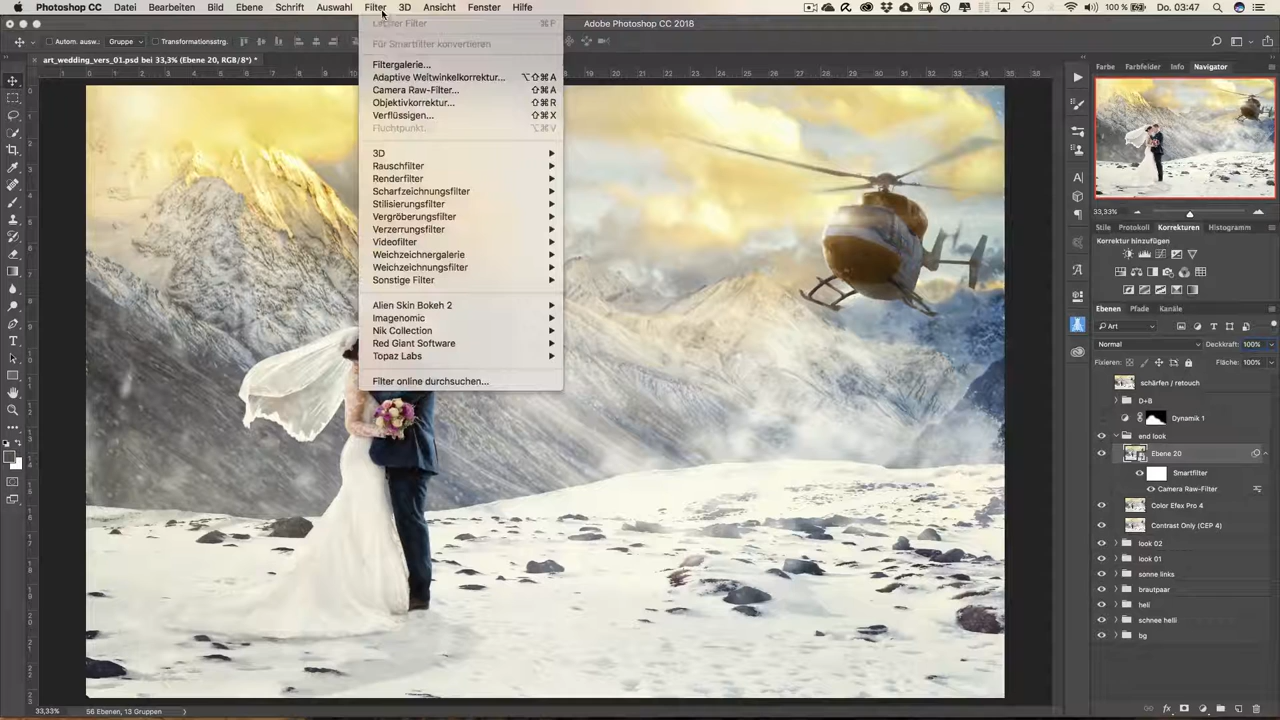 Photoshop CC Datei Bearbeiten Bild Ebene Schrift Auswahl Filter 3D Ansicht Fenster Hilfe 100 % Do. 03:47
Adobe Photoshop CC 2018
Automat. ausw.: Gruppe Transformationsstrg.
art_wedding_vers_01.psd bei 33,3% (Ebene 20, RGB/8*) *
Letzter Filter ⌘F
Für Smartfilter konvertieren
Filtergalerie...
Adaptive Weitwinkelkorrektur... ⌥⇧⌘A
Camera Raw-Filter... ⇧⌘A
Objektivkorrektur... ⇧⌘R
Verflüssigen... ⇧⌘X
Fluchtpunkt... ⌥⌘V
3D
Rauschfilter
Renderfilter
Scharfzeichnungsfilter
Stilisierungsfilter
Vergröberungsfilter
Verzerrungsfilter
Videofilter
Weichzeichnergalerie
Weichzeichnungsfilter
Sonstige Filter
Alien Skin Bokeh 2
Imagenomic
Nik Collection
Red Giant Software
Topaz Labs
Filter online durchsuchen...
Farbe Farbfelder Info Navigator
33,33%
Stile Protokoll Korrekturen Histogramm
Korrektur hinzufügen
Ebenen Pfade Kanäle
Art
Normal Deckkraft: 100%
Fixieren: Fläche: 100%
schärfen / retouch
D+B
Dynamik 1
end look
Ebene 20
Smartfilter
Camera Raw-Filter
Color Efex Pro 4
Contrast Only (CEP 4)
look 02
look 01
sonne links
brautpaar
heli
schnee helli
bg
33,33% 56 Ebenen, 13 Gruppen